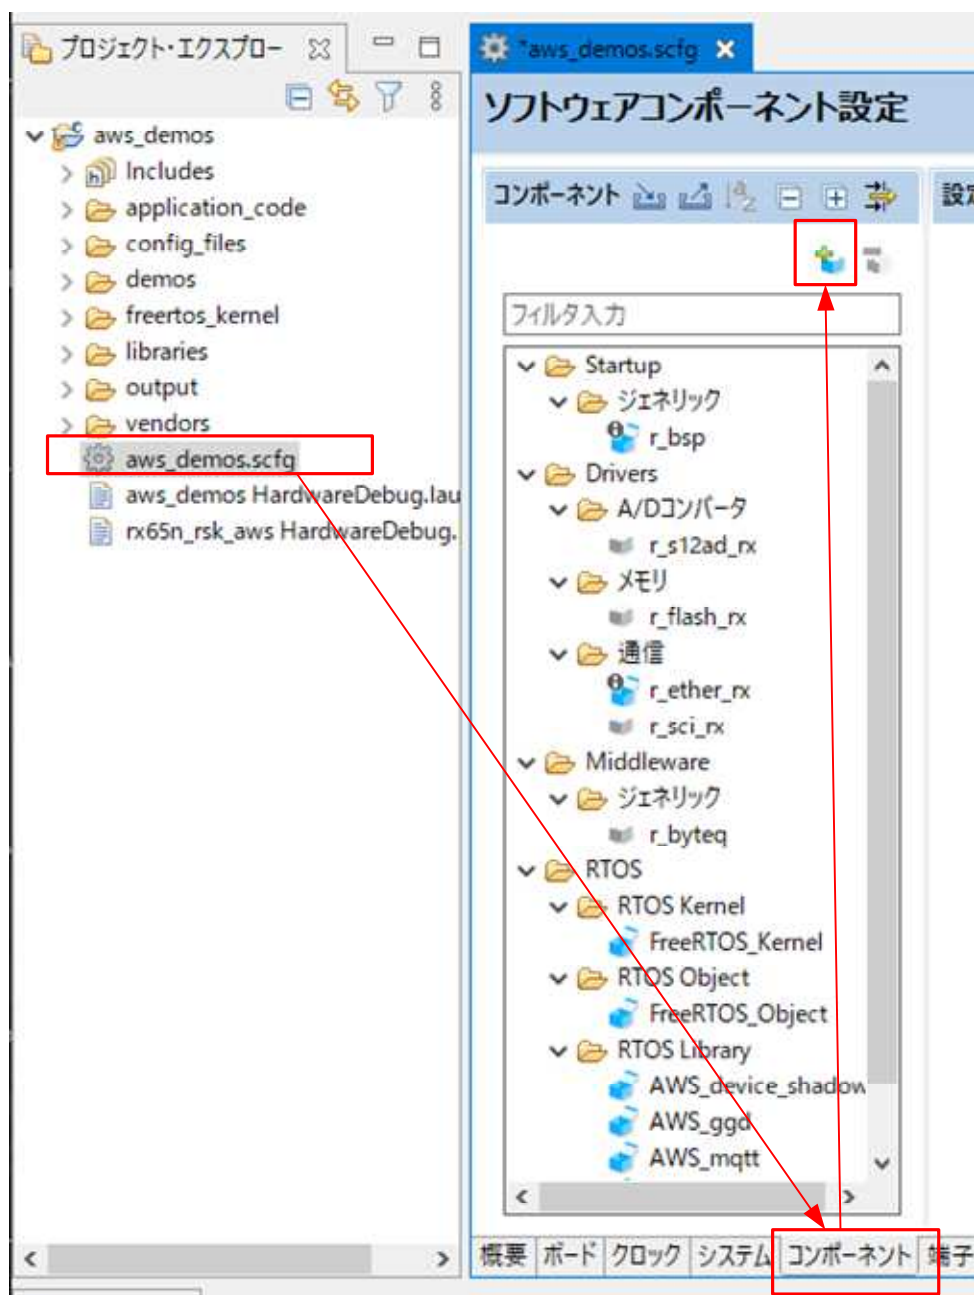 プロジェクト・エクスプロー
aws_demos
Includes
application_code
config_files
demos
freertos_kernel
libraries
output
vendors
aws_demos.scfg
aws_demos HardwareDebug.lau
rx65n_rsk_aws HardwareDebug.
*aws_demos.scfg
ソフトウェアコンポーネント設定
コンポーネント
設定
フィルタ入力
Startup
ジェネリック
r_bsp
Drivers
A/Dコンバータ
r_s12ad_rx
メモリ
r_flash_rx
通信
r_ether_rx
r_sci_rx
Middleware
ジェネリック
r_byteq
RTOS
RTOS Kernel
FreeRTOS_Kernel
RTOS Object
FreeRTOS_Object
RTOS Library
AWS_device_shadow
AWS_ggd
AWS_mqtt
概要 ボード クロック システム コンポーネント 端子